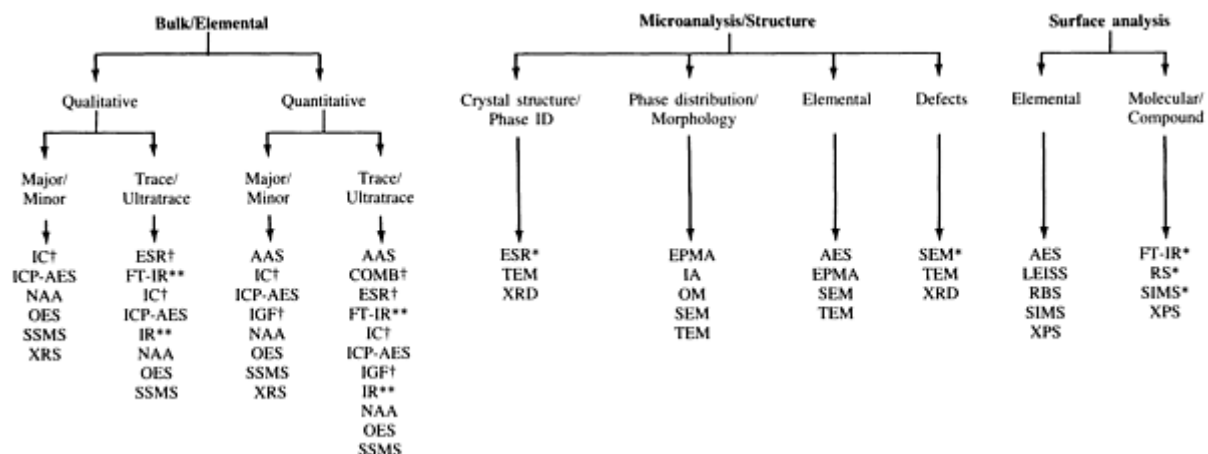 Bulk/Elemental
Qualitative
Major/
Minor
IC†
ICP-AES
NAA
OES
SSMS
XRS
Trace/
Ultratrace
ESR†
FT-IR**
IC†
ICP-AES
IR**
NAA
OES
SSMS
Quantitative
Major/
Minor
AAS
IC†
ICP-AES
IGF†
NAA
OES
SSMS
XRS
Trace/
Ultratrace
AAS
COMB†
ESR†
FT-IR**
IC†
ICP-AES
IGF†
IR**
NAA
OES
SSMS
Microanalysis/Structure
Crystal structure/
Phase ID
ESR*
TEM
XRD
Phase distribution/
Morphology
EPMA
IA
OM
SEM
TEM
Elemental
AES
EPMA
SEM
TEM
Defects
SEM*
TEM
XRD
Surface analysis
Elemental
AES
LEISS
RBS
SIMS
XPS
Molecular/
Compound
FT-IR*
RS*
SIMS*
XPS